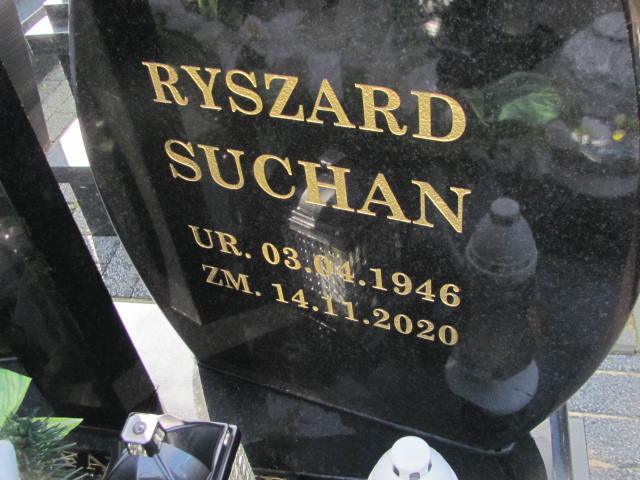 RYSZARD
SUCHAN
UR. 03.04.1946
ZM. 14.11.2020